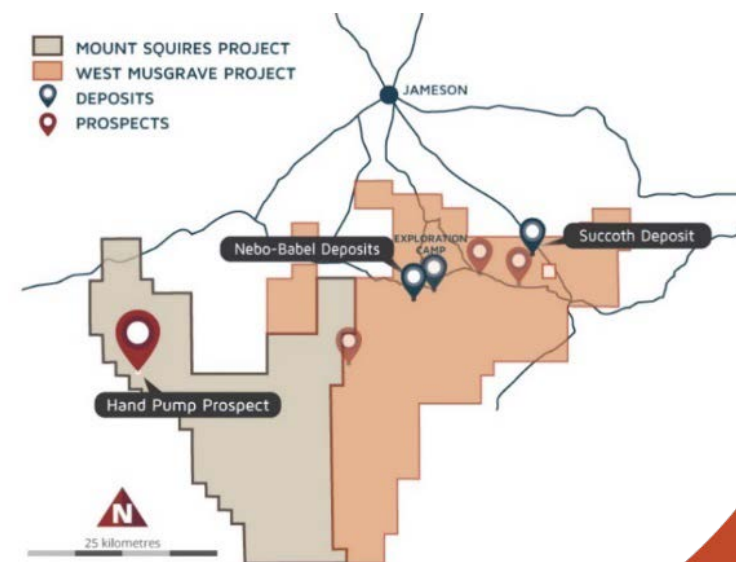 MOUNT SQUIRES PROJECT
WEST MUSGRAVE PROJECT
DEPOSITS
PROSPECTS
JAMESON
Nebo-Babel Deposits
EXPLORATION
CAMP
Succoth Deposit
Hand Pump Prospect
N
25 kilometres